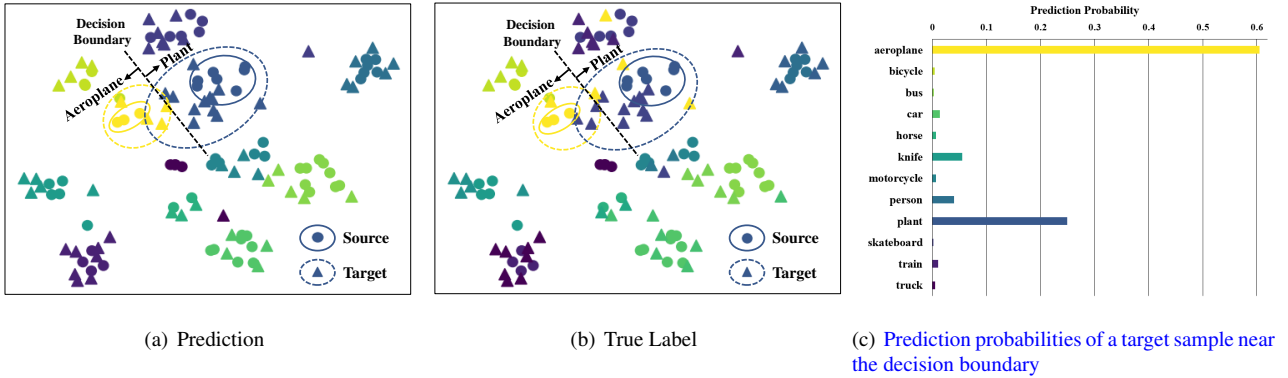 Decision
Boundary
Plant
Aeroplane
Source
Target
(a) Prediction
Decision
Boundary
Plant
Aeroplane
Source
Target
(b) True Label
Prediction Probability
0 0.1 0.2 0.3 0.4 0.5 0.6
aeroplane
bicycle
bus
car
horse
knife
motorcycle
person
plant
skateboard
train
truck
(c) Prediction probabilities of a target sample near
the decision boundary